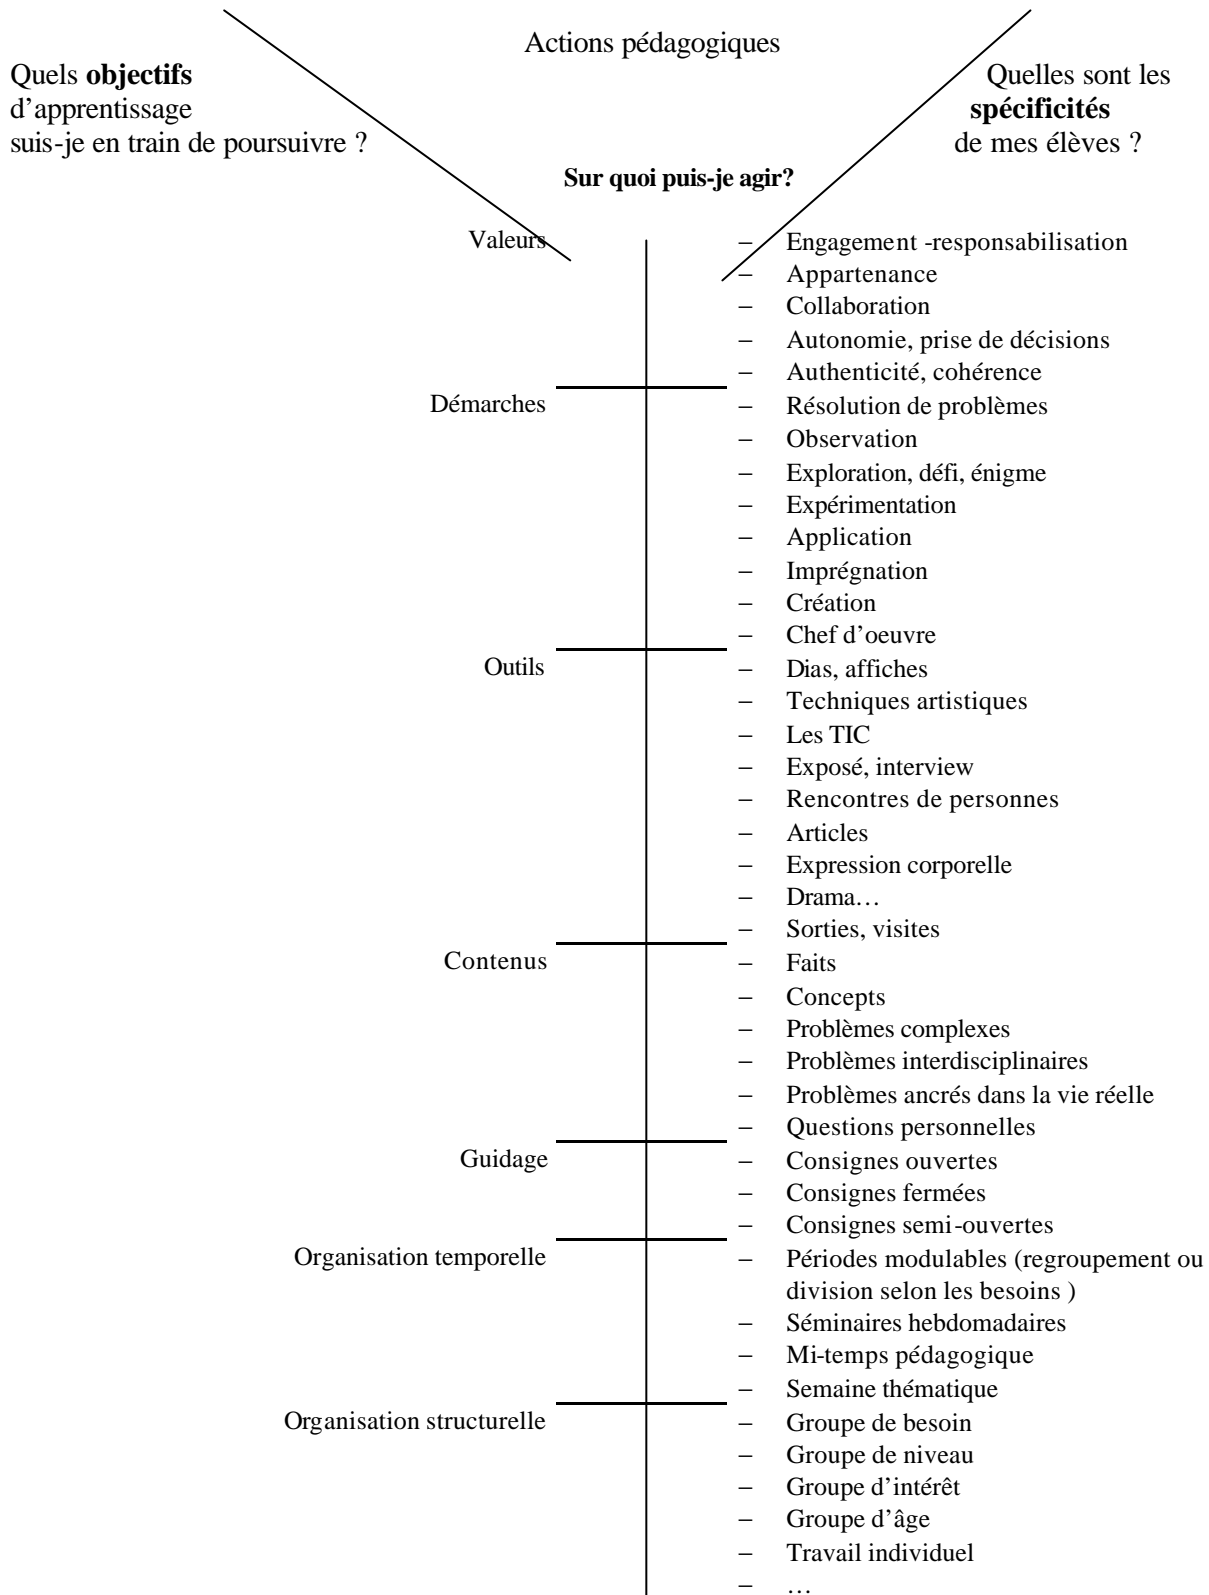 Actions pédagogiques
Quels objectifs
d’apprentissage
suis-je en train de poursuivre ?
Quelles sont les
spécificités
de mes élèves ?
Sur quoi puis-je agir?
Valeurs
– Engagement -responsabilisation
– Appartenance
– Collaboration
– Autonomie, prise de décisions
– Authenticité, cohérence
Démarches
– Résolution de problèmes
– Observation
– Exploration, défi, énigme
– Expérimentation
– Application
– Imprégnation
– Création
– Chef d’oeuvre
Outils
– Dias, affiches
– Techniques artistiques
– Les TIC
– Exposé, interview
– Rencontres de personnes
– Articles
– Expression corporelle
– Drama…
– Sorties, visites
Contenus
– Faits
– Concepts
– Problèmes complexes
– Problèmes interdisciplinaires
– Problèmes ancrés dans la vie réelle
– Questions personnelles
Guidage
– Consignes ouvertes
– Consignes fermées
– Consignes semi-ouvertes
Organisation temporelle
– Périodes modulables (regroupement ou
division selon les besoins )
– Séminaires hebdomadaires
– Mi-temps pédagogique
– Semaine thématique
Organisation structurelle
– Groupe de besoin
– Groupe de niveau
– Groupe d’intérêt
– Groupe d’âge
– Travail individuel
– …